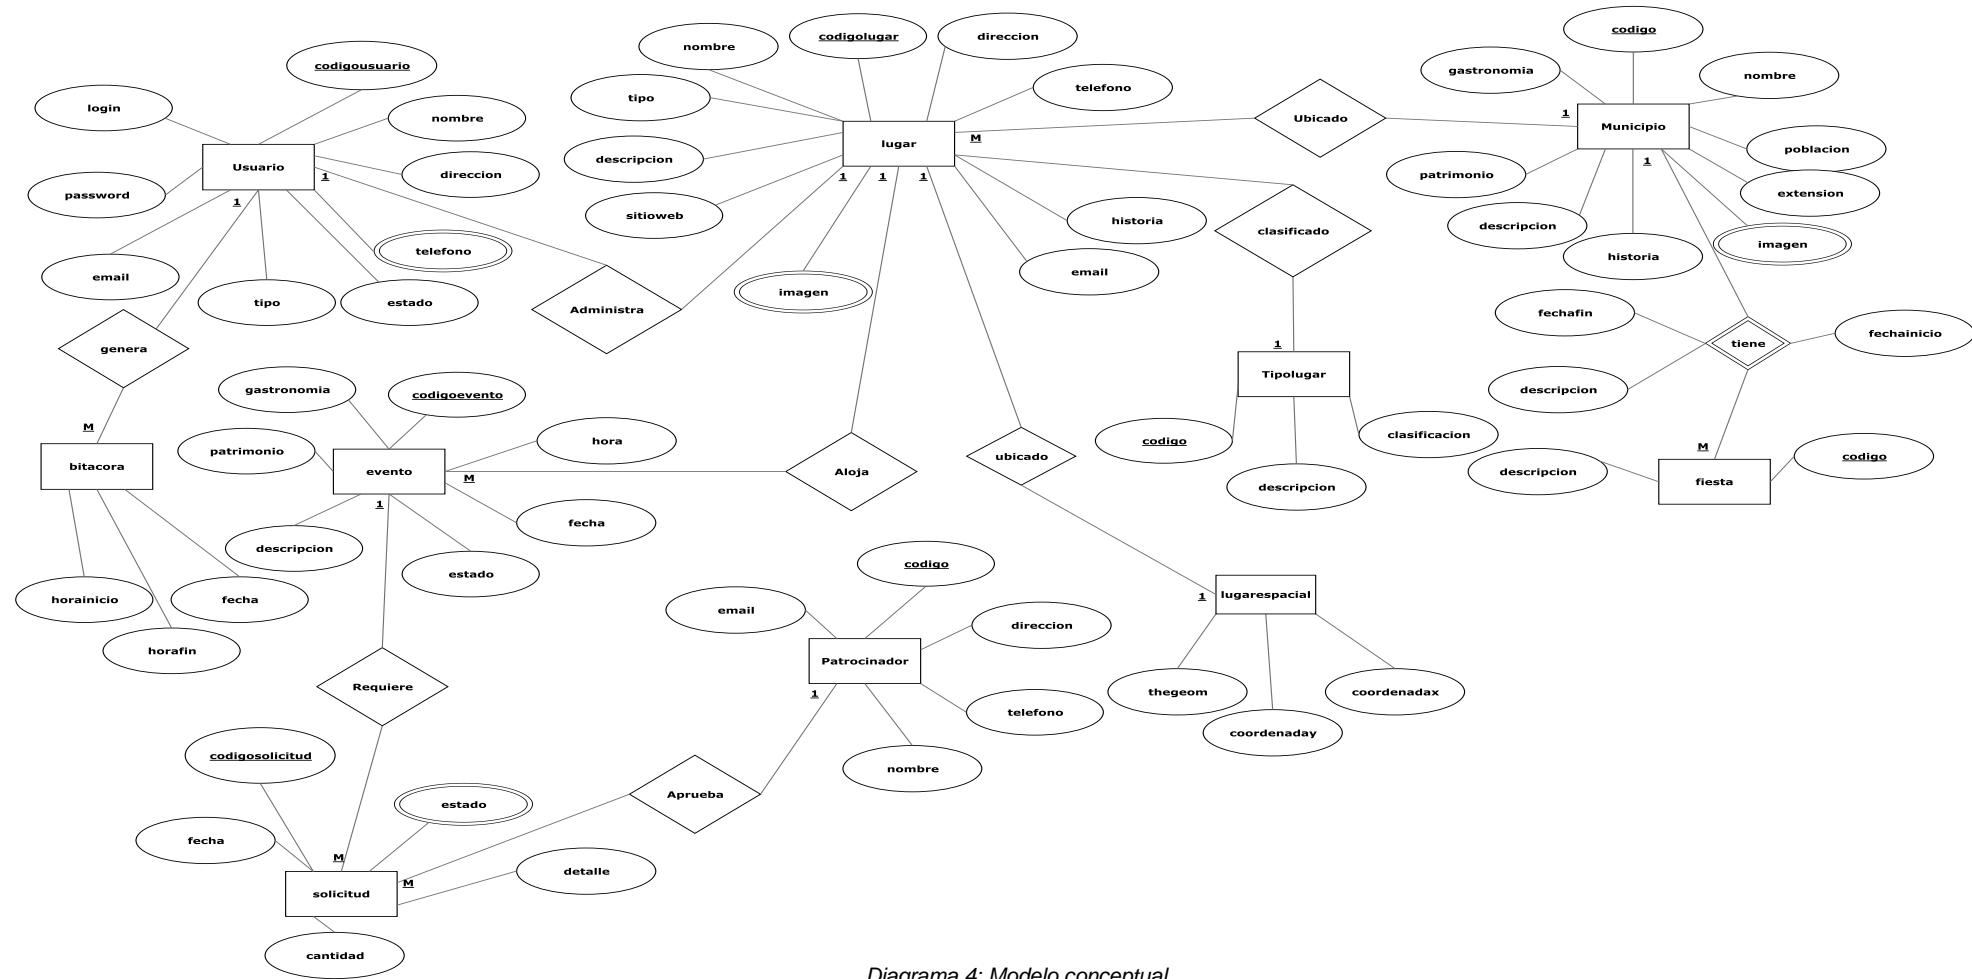 codigo
codigolugar
direccion
nombre
codigousuario
gastronomia
nombre
telefono
tipo
login
nombre
Ubicado
1
Municipio
M
lugar
poblacion
descripcion
1
Usuario
direccion
1
1
1
1
patrimonio
extension
password
1
sitioweb
historia
descripcion
clasificado
imagen
telefono
historia
email
email
imagen
tipo
estado
Administra
fechafin
fechainicio
tiene
genera
1
Tipolugar
gastronomia
codigoevento
descripcion
M
clasificacion
codigo
hora
M
patrimonio
ubicado
codigo
bitacora
evento
Aloja
descripcion
M
fiesta
descripcion
1
fecha
descripcion
codigo
estado
lugarespacial
1
horainicio
fecha
email
direccion
horafin
Patrocinador
Requiere
1
thegeom
coordenadax
telefono
coordenaday
codigosolicitud
nombre
Aprueba
estado
fecha
M
detalle
M
solicitud
cantidad
Diagrama 4: Modelo conceptual